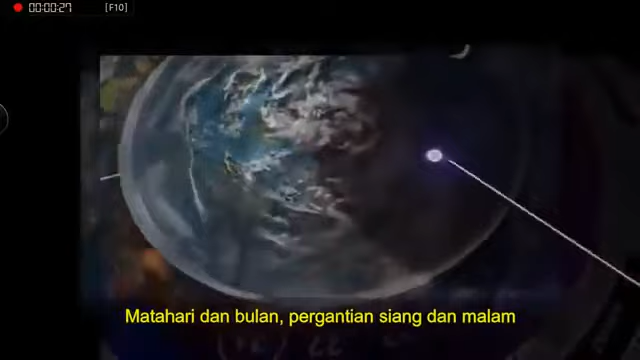 00:00:27 [F10]
Matahari dan bulan, pergantian siang dan malam